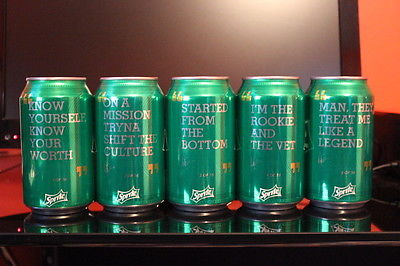 “KNOW
YOURSELF
KNOW
YOUR
WORTH
”
Sprite
“ON A
MISSION
TRYNA
SHIFT THE
CULTURE
”
Sprite
“STARTED
FROM
THE
BOTTOM
”
Sprite
“I'M THE
ROOKIE
AND
THE VET
”
Sprite
“MAN, THEY
TREAT ME
LIKE A
LEGEND
”
Sprite